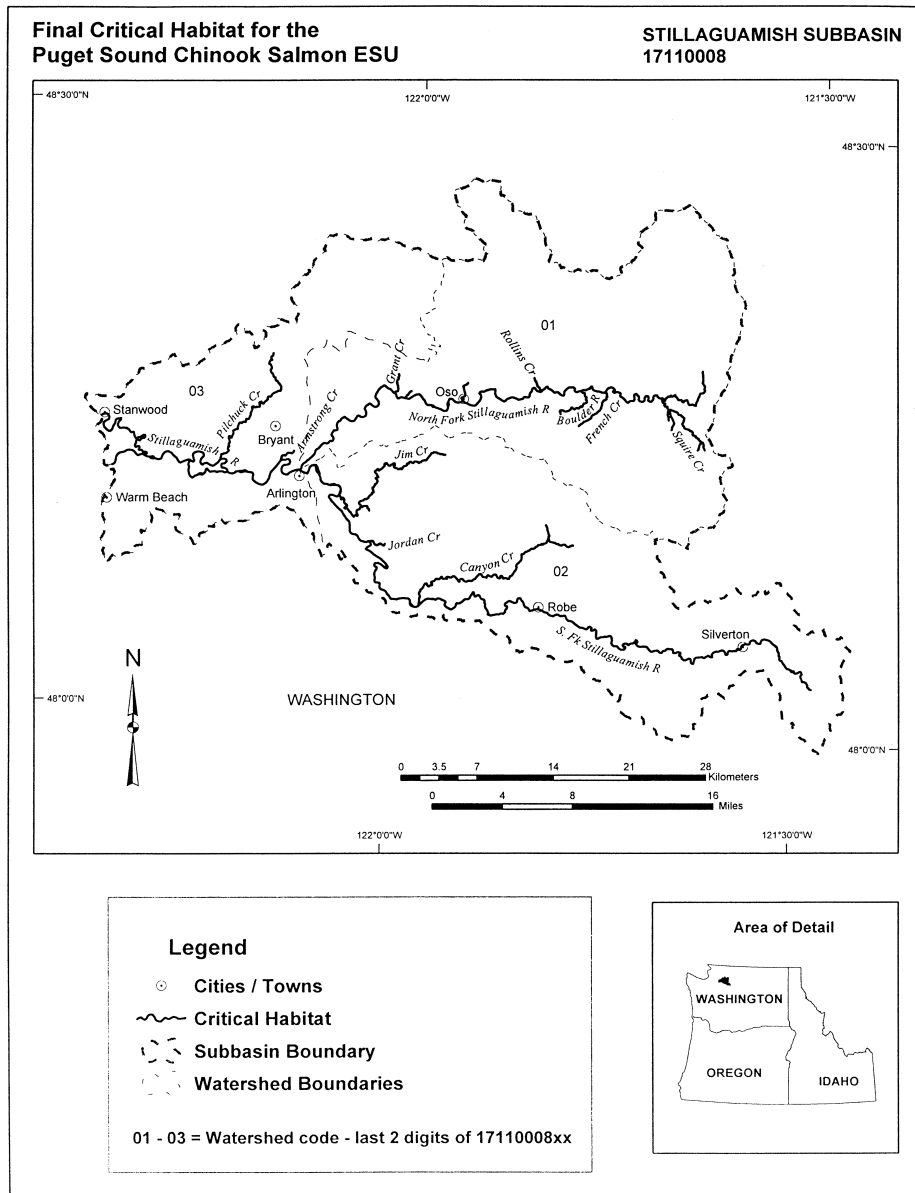 Final Critical Habitat for the
Puget Sound Chinook Salmon ESU
STILLAGUAMISH SUBBASIN
17110008
48°30'0"N
122°0'0"W
121°30'0"W
48°30'0"N
01
Rollins Cr
Grant Cr
03
Pilchuck Cr
Oso
Stanwood
North Fork Stillaguamish R
Boulder R
French Cr
Armstrong Cr
Bryant
Stillaguamish R
Squire Cr
Jim Cr
Warm Beach
Arlington
Jordan Cr
Canyon Cr
02
Robe
S. Fk Stillaguamish R
Silverton
N
48°0'0"N
WASHINGTON
48°0'0"N
0 3.5 7 14 21 28
Kilometers
0 4 8 16
Miles
122°0'0"W
121°30'0"W
Legend
Cities / Towns
Critical Habitat
Subbasin Boundary
Watershed Boundaries
01 - 03 = Watershed code - last 2 digits of 17110008xx
Area of Detail
WASHINGTON
OREGON
IDAHO